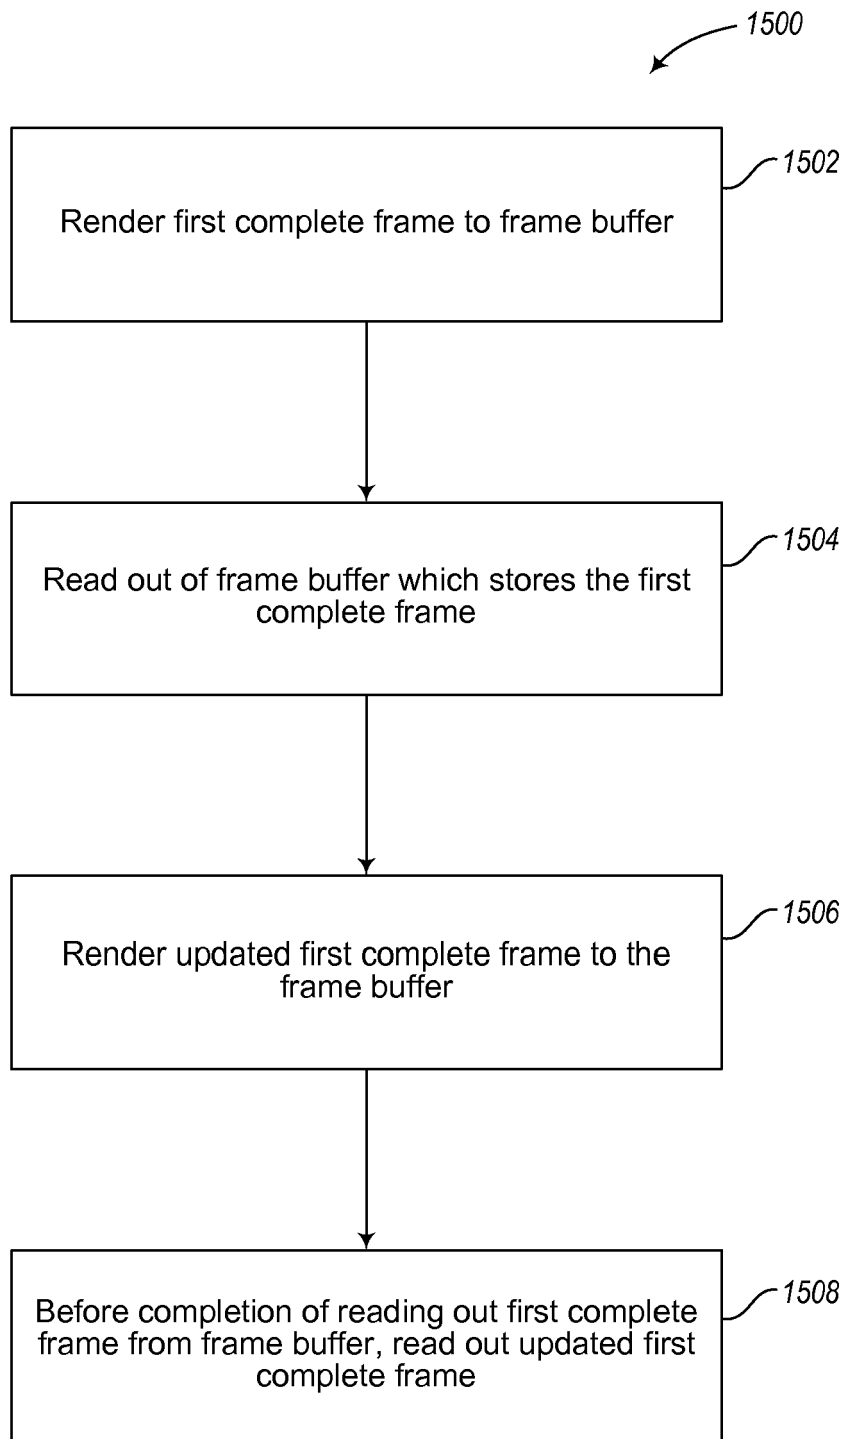 1500
1502
Render first complete frame to frame buffer
1504
Read out of frame buffer which stores the first
complete frame
1506
Render updated first complete frame to the
frame buffer
1508
Before completion of reading out first complete
frame from frame buffer, read out updated first
complete frame